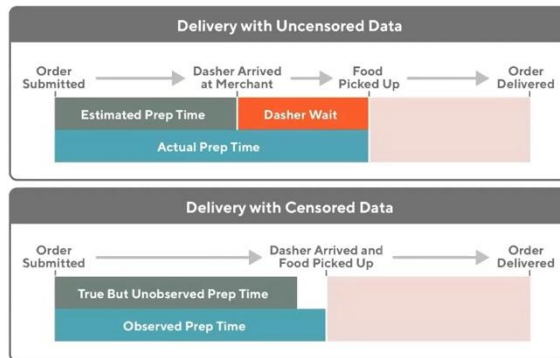 Delivery with Uncensored Data
Order Submitted
Dasher Arrived at Merchant
Food Picked Up
Order Delivered
Estimated Prep Time
Dasher Wait
Actual Prep Time
Delivery with Censored Data
Order Submitted
Dasher Arrived and Food Picked Up
Order Delivered
True But Unobserved Prep Time
Observed Prep Time